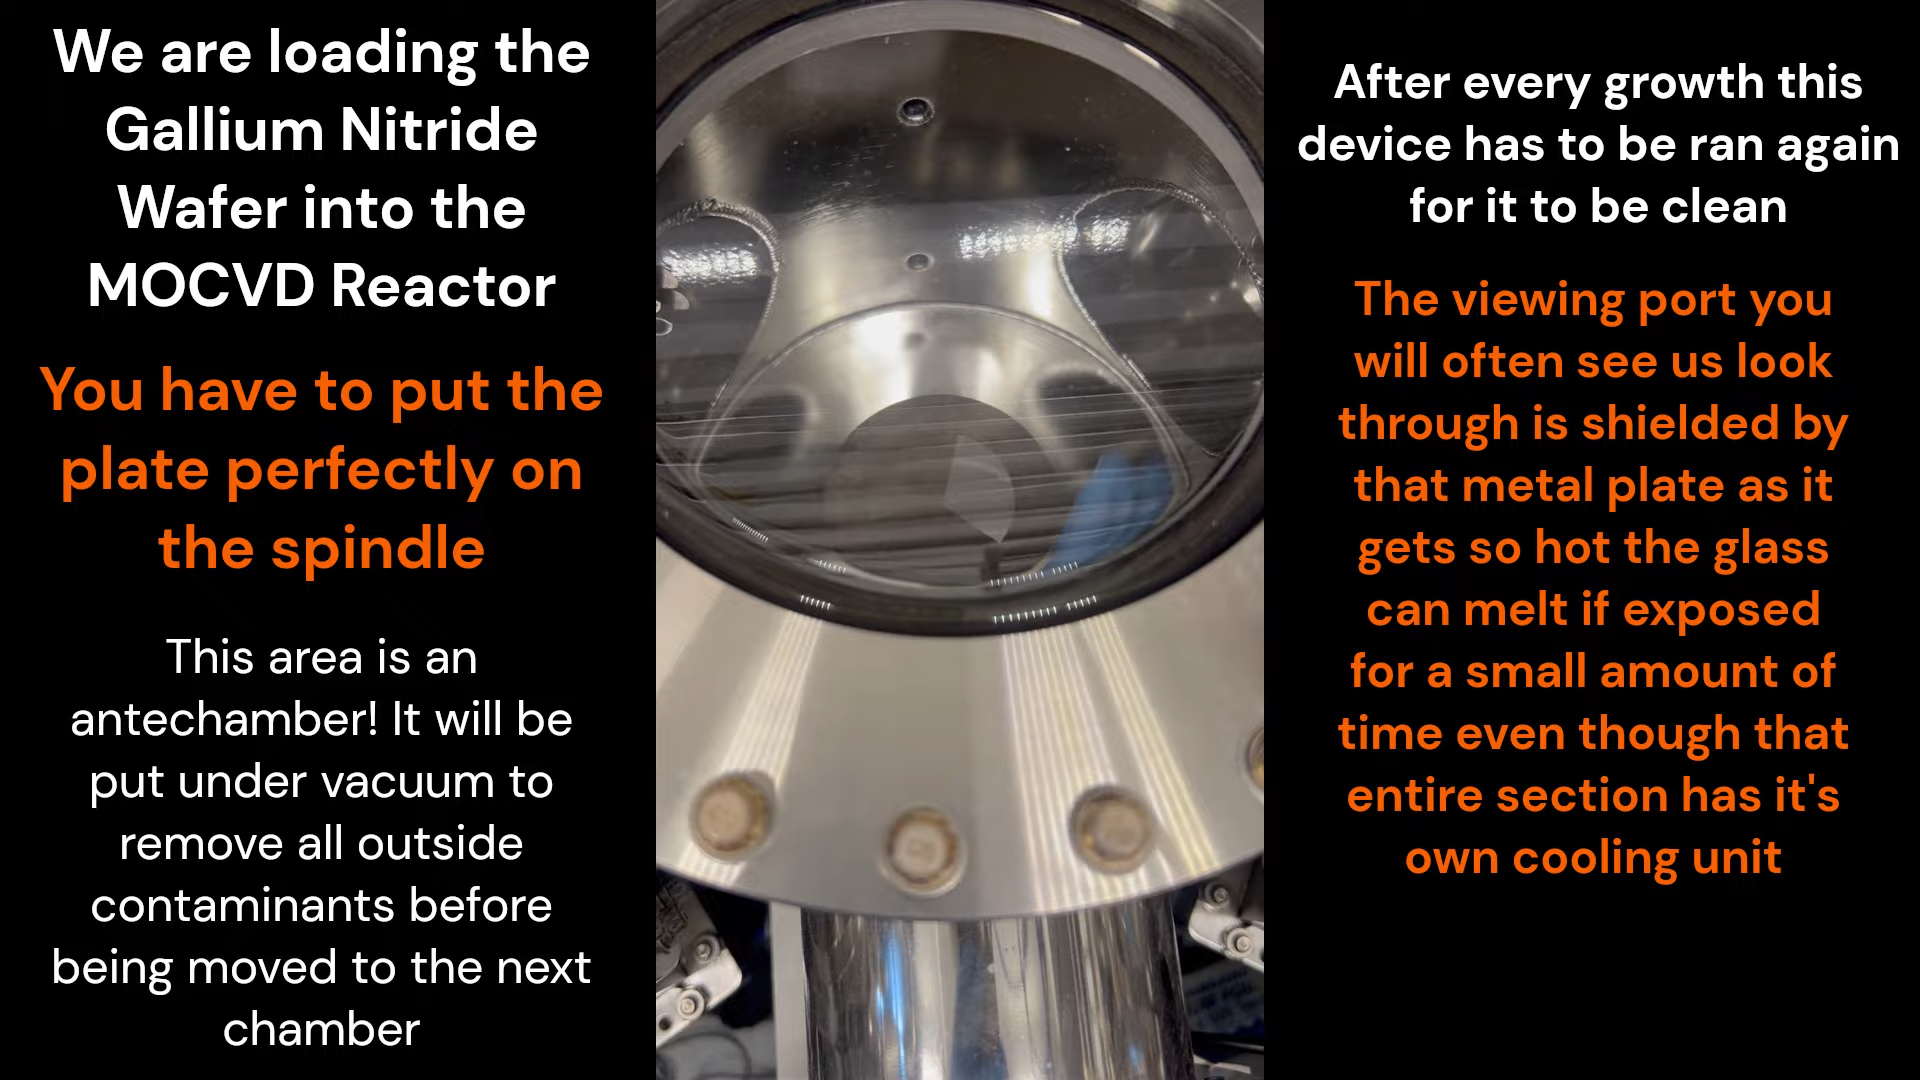 We are loading the
Gallium Nitride
Wafer into the
MOCVD Reactor
You have to put the
plate perfectly on
the spindle
This area is an
antechamber! It will be
put under vacuum to
remove all outside
contaminants before
being moved to the next
chamber
After every growth this
device has to be ran again
for it to be clean
The viewing port you
will often see us look
through is shielded by
that metal plate as it
gets so hot the glass
can melt if exposed
for a small amount of
time even though that
entire section has it's
own cooling unit